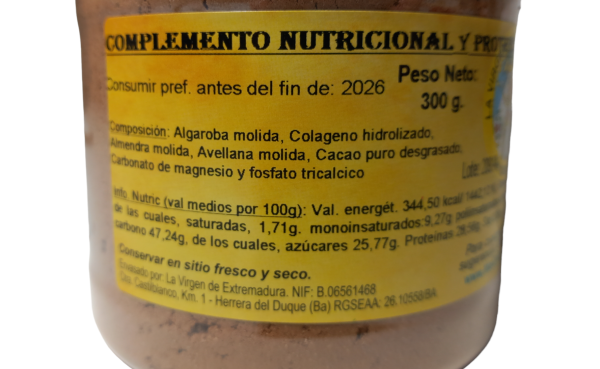 COMPLEMENTO NUTRICIONAL Y
Consumir pref. antes del fin de: 2026
Peso Neto:
300 g.
Composición: Algaroba molida, Colageno hidrolizado,
Almendra molida, Avellana molida, Cacao puro desgrasado,
Carbonato de magnesio y fosfato tricalcico
Lote:
Info. Nutric (val medios por 100g): Val. energét. 344,50 kcal/
de las cuales, saturadas, 1,71g. monoinsaturados:9,27g
carbono 47,24g, de los cuales, azúcares 25,77g. Proteínas
Conservar en sitio fresco y seco.
Envasado por: La Virgen de Extremadura. NIF: B.06561468
Ctra. Castilblanco, Km. 1 - Herrera del Duque (Ba) RGSEAA: 26.10558/BA